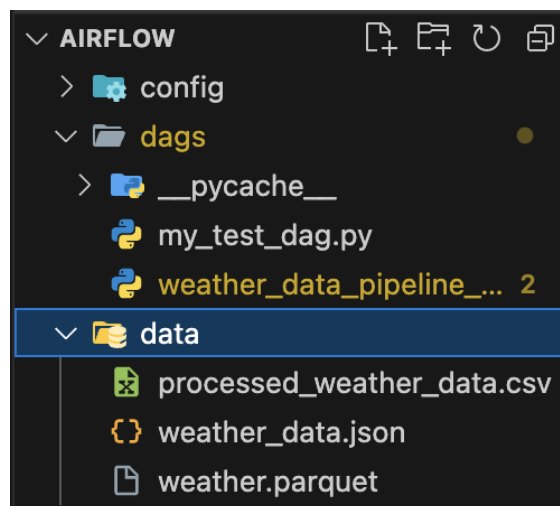 AIRFLOW
config
dags
__pycache__
my_test_dag.py
weather_data_pipeline_... 2
data
processed_weather_data.csv
weather_data.json
weather.parquet